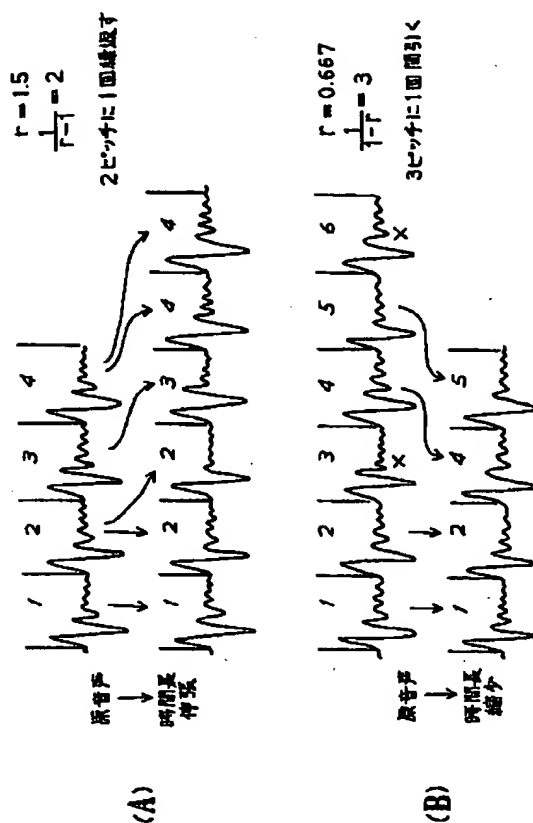 (A)
原音声
時間長
伸張
1 2 3 4
1 2 2 3 4 4
r=1.5
1/(r-1)=2
2ピッチに1回繰返す
(B)
原音声
時間長
縮少
1 2 3 4 5 6
× ×
1 2 4 5
r=0.667
1/(1-r)=3
3ピッチに1回間引く